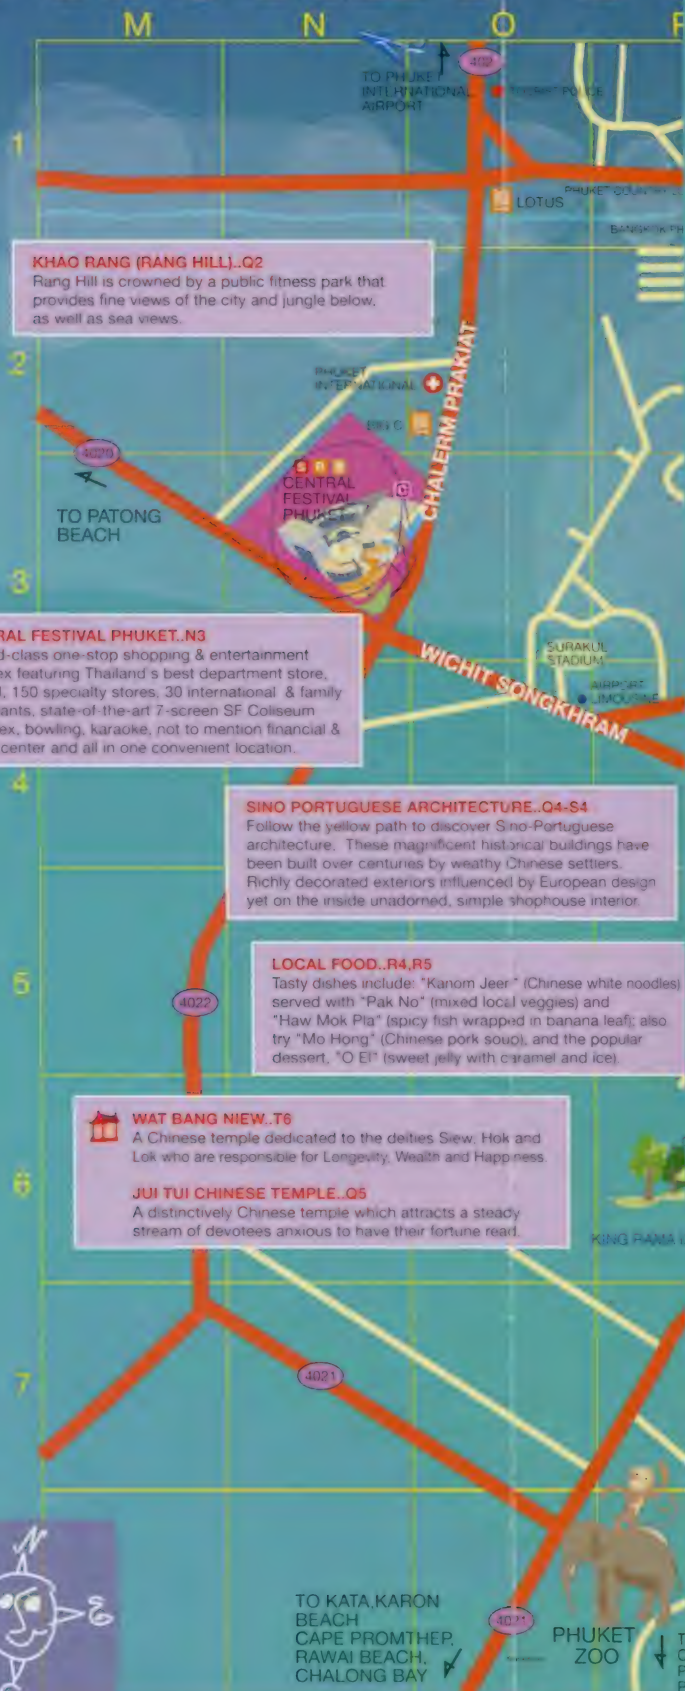 M N O P
402
TO PHUKET
INTERNATIONAL
AIRPORT
TOURIST POLICE
1
PHUKET COUNTRY
LOTUS
BANGKOK PH
KHAO RANG (RANG HILL)..Q2
Rang Hill is crowned by a public fitness park that
provides fine views of the city and jungle below,
as well as sea views.
2
PHUKET
INTERNATIONAL
BIG C
CHALERM PRAKIAT
4020
TO PATONG
BEACH
CENTRAL
FESTIVAL
PHUKET
3
RAL FESTIVAL PHUKET..N3
d-class one-stop shopping & entertainment
ex featuring Thailand's best department store,
l, 150 specialty stores, 30 international & family
ants, state-of-the-art 7-screen SF Coliseum
ex, bowling, karaoke, not to mention financial &
center and all in one convenient location.
WICHIT SONGKHRAM
SURAKUL
STADIUM
AIRPORT
LIMOUSINE
4
SINO PORTUGUESE ARCHITECTURE..Q4-S4
Follow the yellow path to discover Sino-Portuguese
architecture. These magnificent historical buildings have
been built over centuries by weathy Chinese settlers.
Richly decorated exteriors influenced by European design
yet on the inside unadorned, simple shophouse interior.
5
4022
LOCAL FOOD..R4,R5
Tasty dishes include: "Kanom Jeen" (Chinese white noodles)
served with "Pak No" (mixed local veggies) and
"Haw Mok Pla" (spicy fish wrapped in banana leaf); also
try "Mo Hong" (Chinese pork soup), and the popular
dessert, "O EI" (sweet jelly with caramel and ice).
WAT BANG NIEW..T6
A Chinese temple dedicated to the deities Siew, Hok and
Lok who are responsible for Longevity, Wealth and Happiness.
6
JUI TUI CHINESE TEMPLE..Q5
A distinctively Chinese temple which attracts a steady
stream of devotees anxious to have their fortune read.
KING RAMA
7
4021
N
E
TO KATA,KARON
BEACH
CAPE PROMTHEP,
RAWAI BEACH,
CHALONG BAY
4021
PHUKET
ZOO